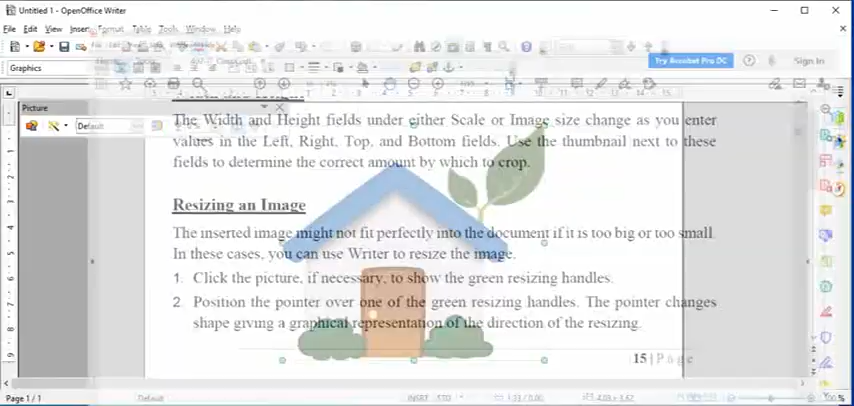 Untitled 1 - OpenOffice Writer
File Edit View Insert Format Table Tools Window Help
Try Acrobat Pro DC
Sign In
Graphics
Picture
Default
The Width and Height fields under either Scale or Image size change as you enter
values in the Left, Right, Top, and Bottom fields. Use the thumbnail next to these
fields to determine the correct amount by which to crop.
Resizing an Image
The inserted image might not fit perfectly into the document if it is too big or too small.
In these cases, you can use Writer to resize the image.
1. Click the picture, if necessary, to show the green resizing handles.
2. Position the pointer over one of the green resizing handles. The pointer changes
shape giving a graphical representation of the direction of the resizing.
15 | Page
Page 1 / 1
Default
INSRT STD